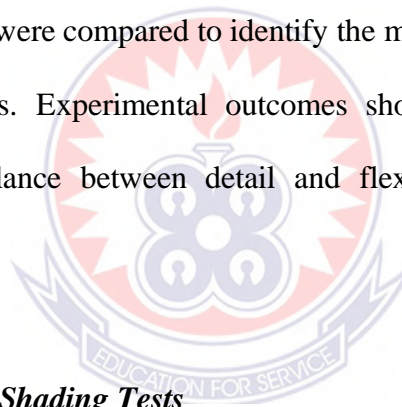 were compared to identify the m
s. Experimental outcomes sho
lance between detail and flex
EDUCATION FOR SERVICE
Shading Tests